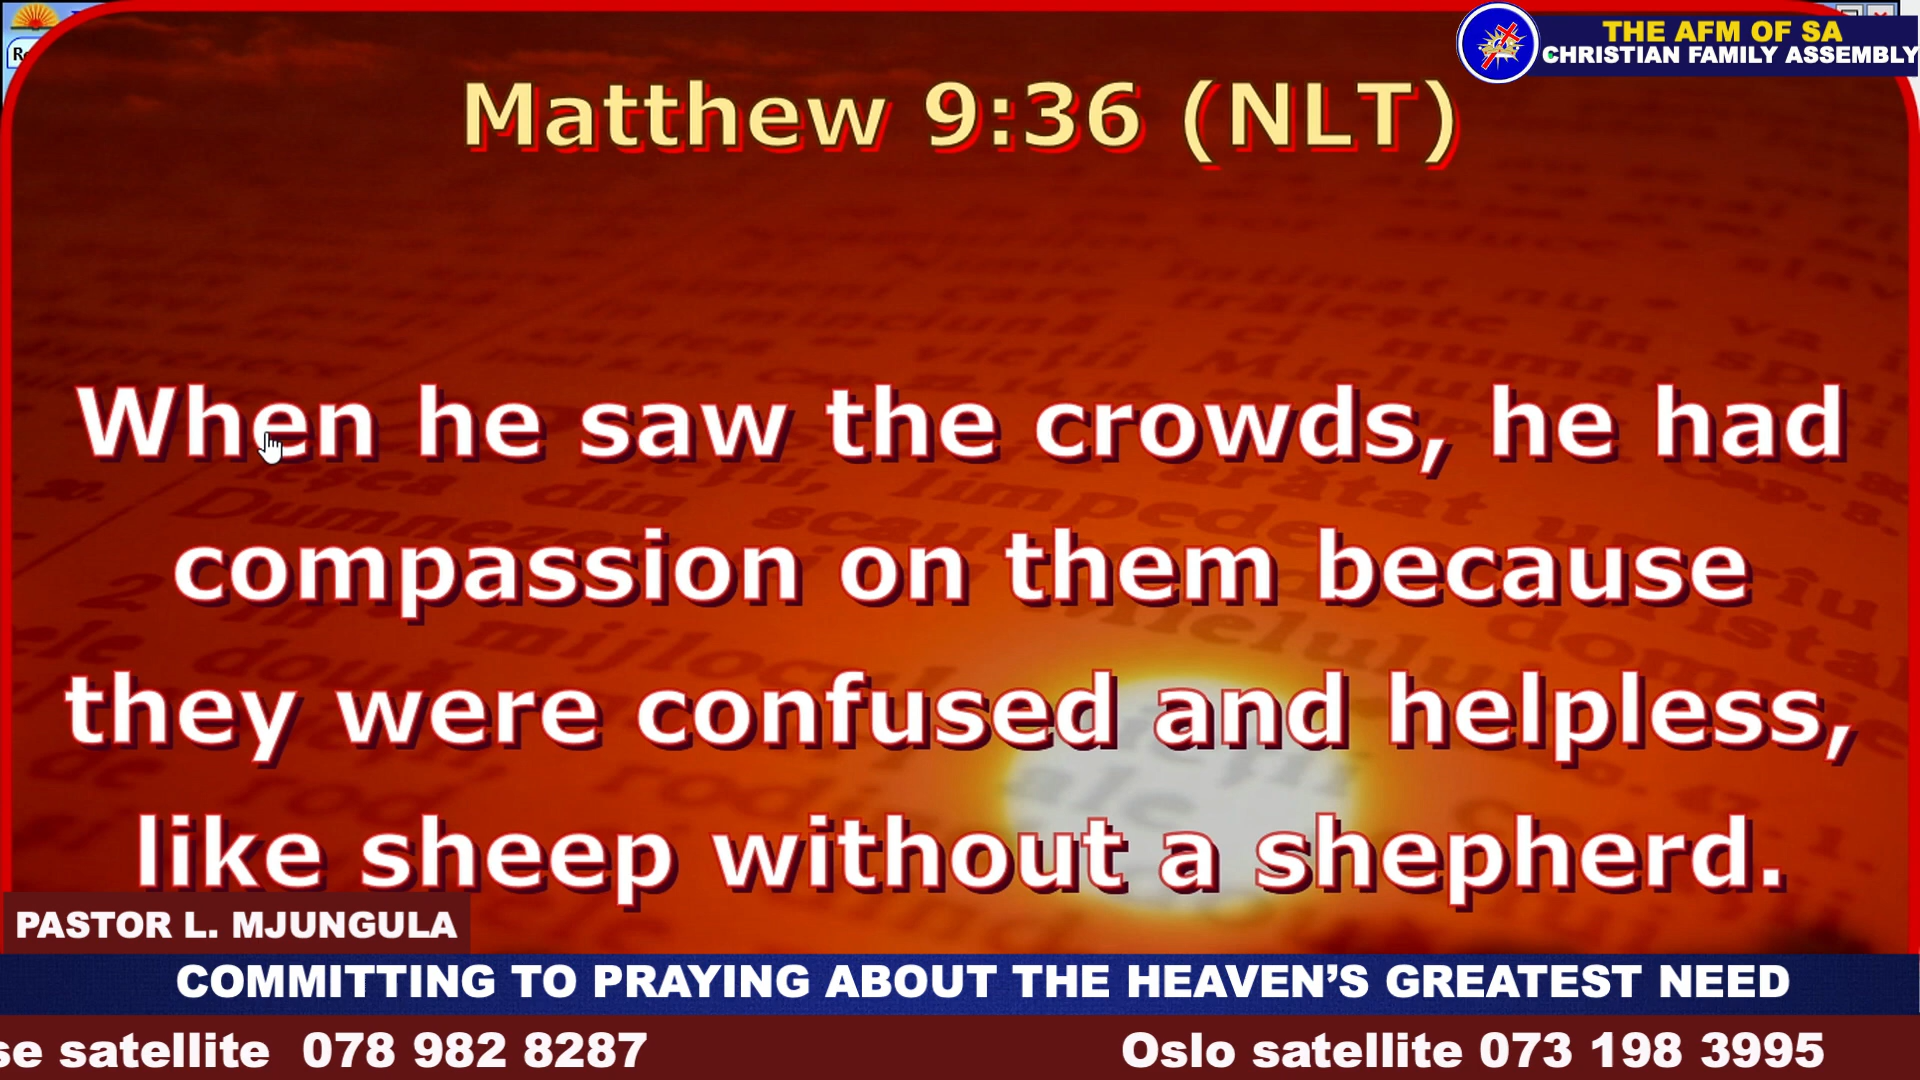 THE AFM OF SA
CHRISTIAN FAMILY ASSEMBLY
Matthew 9:36 (NLT)
When he saw the crowds, he had
compassion on them because
they were confused and helpless,
like sheep without a shepherd.
PASTOR L. MJUNGULA
COMMITTING TO PRAYING ABOUT THE HEAVEN’S GREATEST NEED
se satellite 078 982 8287 Oslo satellite 073 198 3995